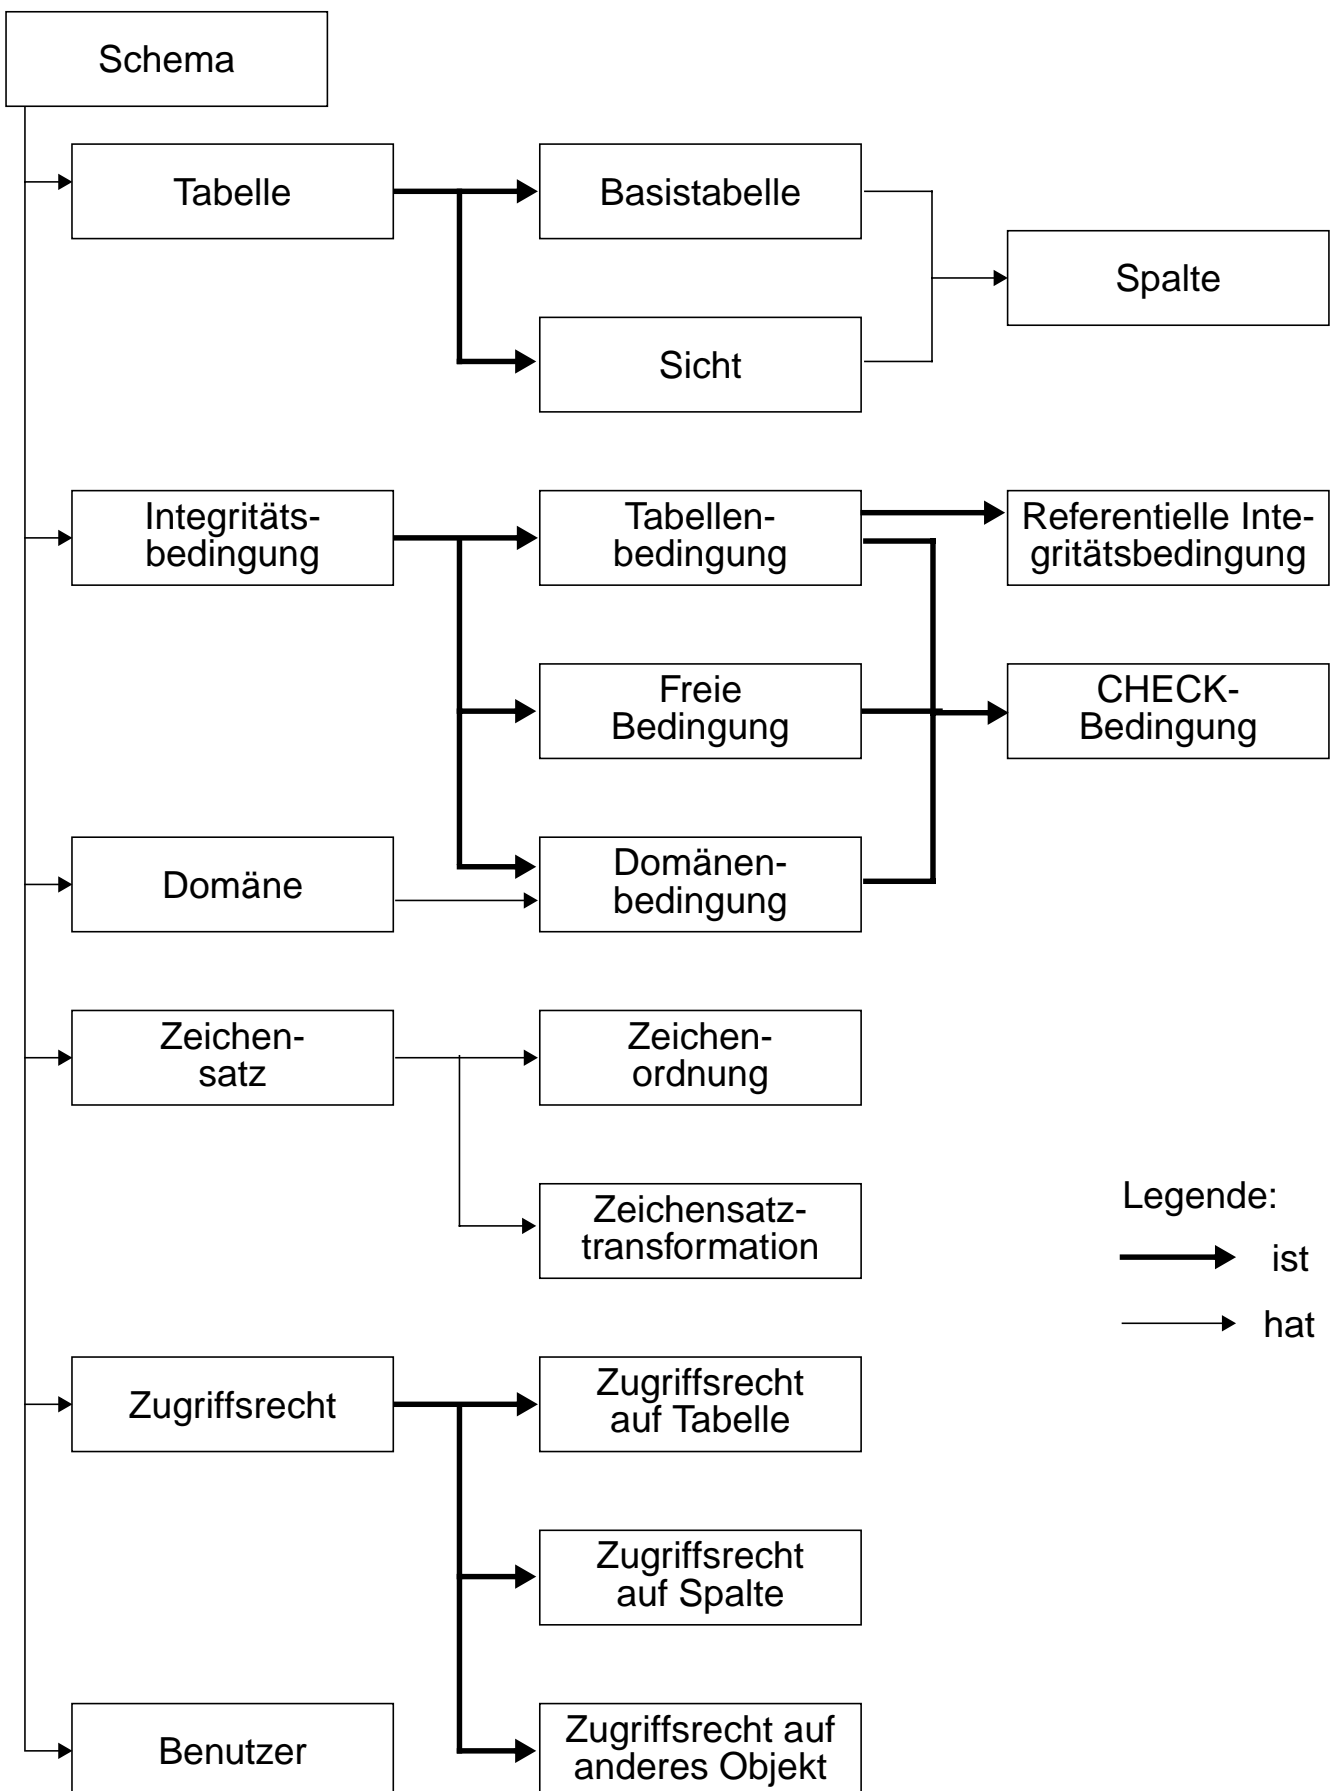 Schema
Tabelle
Basistabelle
Spalte
Sicht
Integritäts-
bedingung
Tabellen-
bedingung
Referentielle Inte-
gritätsbedingung
Freie
Bedingung
CHECK-
Bedingung
Domäne
Domänen-
bedingung
Zeichen-
satz
Zeichen-
ordnung
Zeichensatz-
transformation
Legende:
ist
hat
Zugriffsrecht
Zugriffsrecht
auf Tabelle
Zugriffsrecht
auf Spalte
Benutzer
Zugriffsrecht auf
anderes Objekt